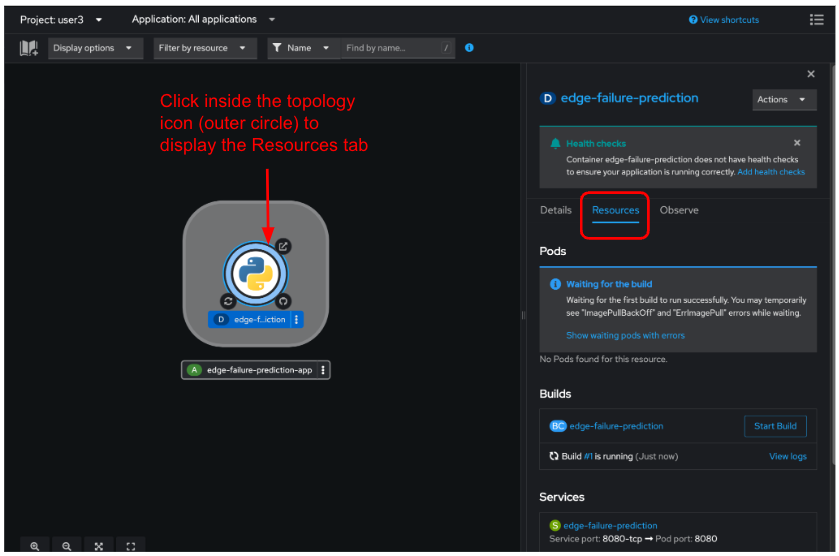 Project: user3
Application: All applications
View shortcuts
Display options
Filter by resource
Name
Find by name...
/
Click inside the topology
icon (outer circle) to
display the Resources tab
D edge-f...iction
A edge-failure-prediction-app
D edge-failure-prediction
Actions
Health checks
Container edge-failure-prediction does not have health checks
to ensure your application is running correctly. Add health checks
Details Resources Observe
Pods
Waiting for the build
Waiting for the first build to run successfully. You may temporarily
see "ImagePullBackOff" and "ErrImagePull" errors while waiting.
Show waiting pods with errors
No Pods found for this resource.
Builds
BC edge-failure-prediction
Start Build
Build #1 is running (Just now)
View logs
Services
S edge-failure-prediction
Service port: 8080-tcp → Pod port: 8080